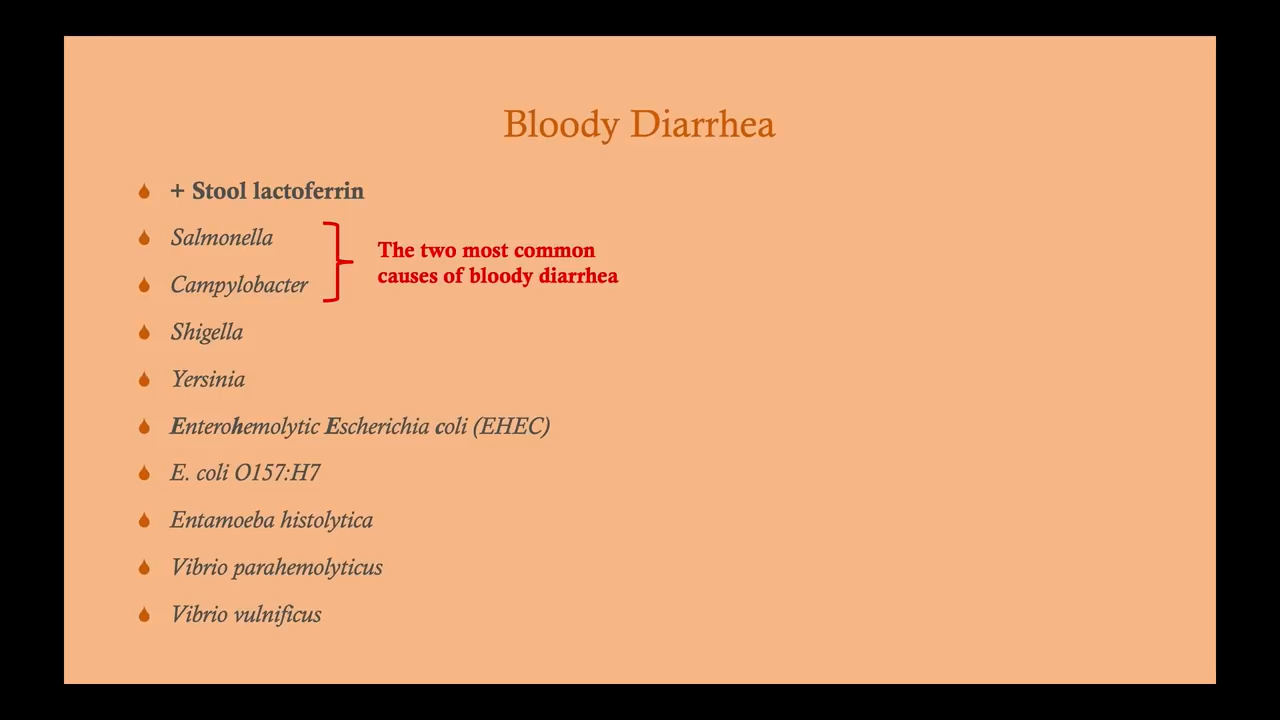 Bloody Diarrhea
+ Stool lactoferrin
Salmonella
Campylobacter
The two most common
causes of bloody diarrhea
Shigella
Yersinia
Enterohemolytic Escherichia coli (EHEC)
E. coli O157:H7
Entamoeba histolytica
Vibrio parahemolyticus
Vibrio vulnificus